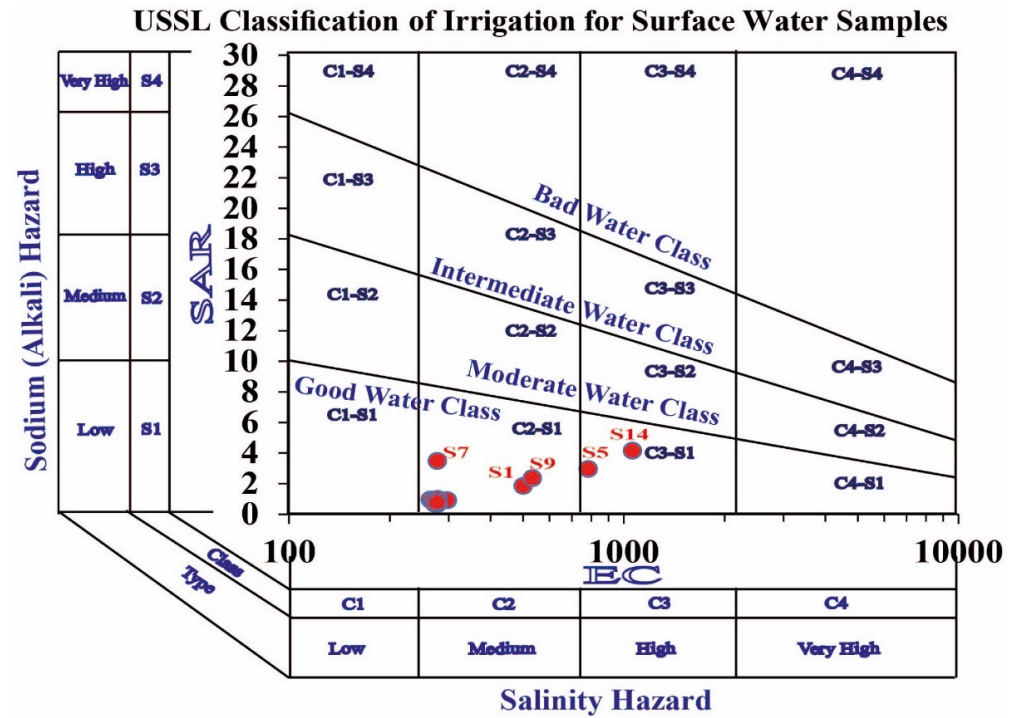 USSL Classification of Irrigation for Surface Water Samples
Sodium (Alkali) Hazard
Very High S4
High S3
Medium S2
Low S1
SAR
30
28
26
24
22
20
18
16
14
12
10
8
6
4
2
0
C1-S4 C2-S4 C3-S4 C4-S4
C1-S3 C2-S3 C3-S3 C4-S3
C1-S2 C2-S2 C3-S2 C4-S2
C1-S1 C2-S1 C3-S1 C4-S1
Bad Water Class
Intermediate Water Class
Moderate Water Class
Good Water Class
S7
S1
S9
S5
S14
100 1000 10000
EC
Class
Type
C1 C2 C3 C4
Low Medium High Very High
Salinity Hazard